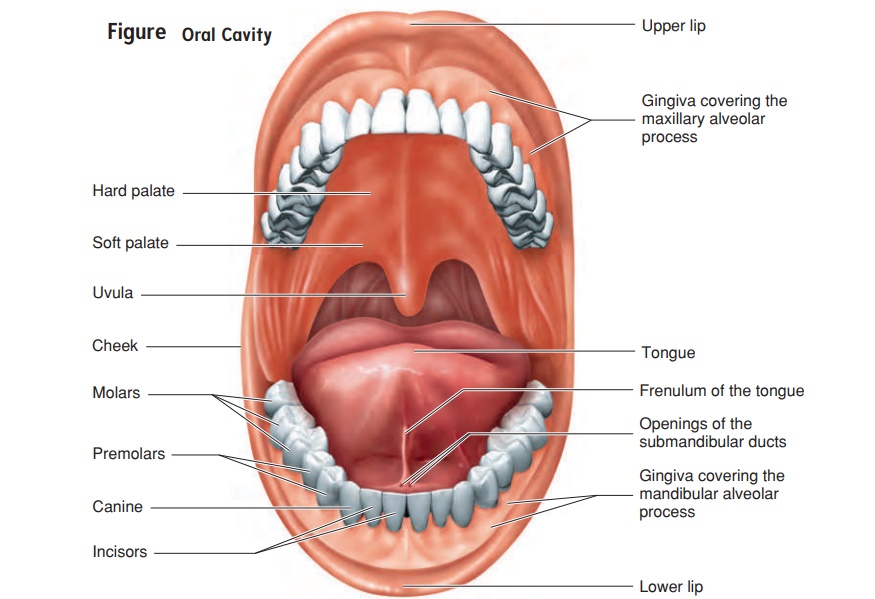 Figure Oral Cavity
Upper lip
Gingiva covering the
maxillary alveolar
process
Hard palate
Soft palate
Uvula
Cheek
Molars
Premolars
Canine
Incisors
Tongue
Frenulum of the tongue
Openings of the
submandibular ducts
Gingiva covering the
mandibular alveolar
process
Lower lip